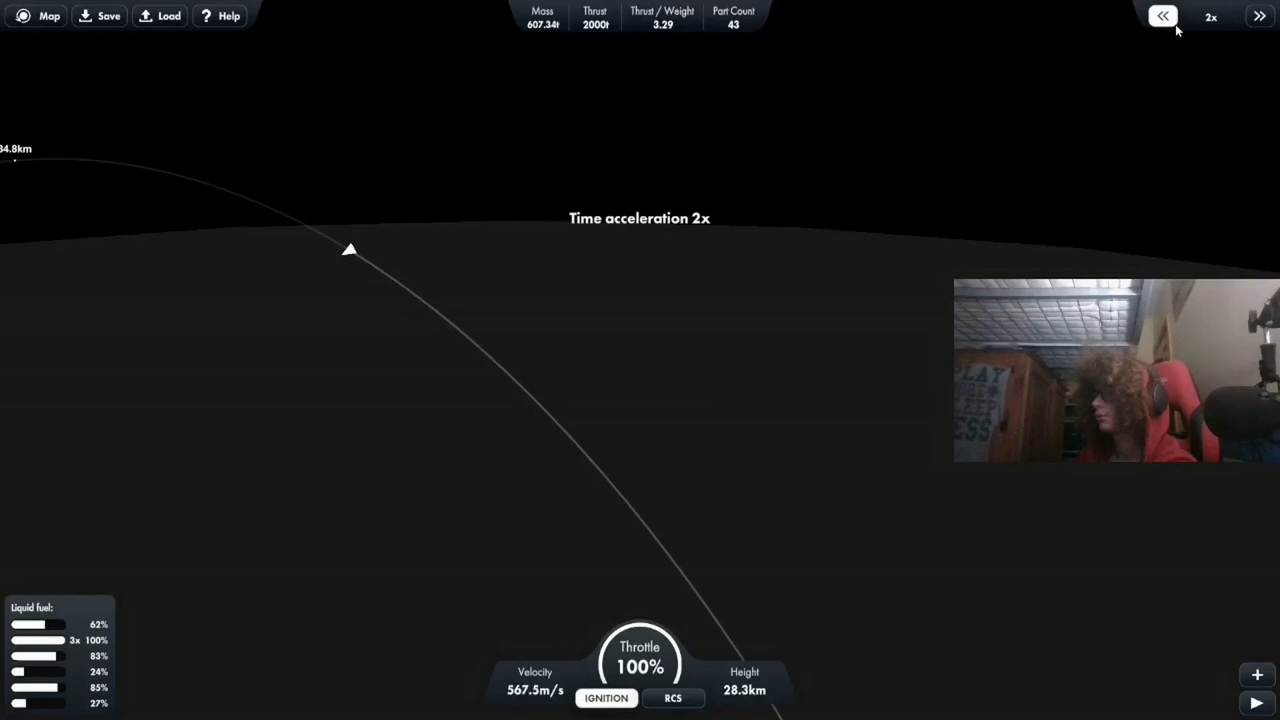 Map
Save
Load
Help
Mass
607.34t
Thrust
2000t
Thrust / Weight
3.29
Part Count
43
2x
34.8km
Time acceleration 2x
PLAY
Liquid fuel:
62%
3x 100%
83%
24%
85%
27%
Throttle
100%
Velocity
567.5m/s
Height
28.3km
IGNITION
RCS